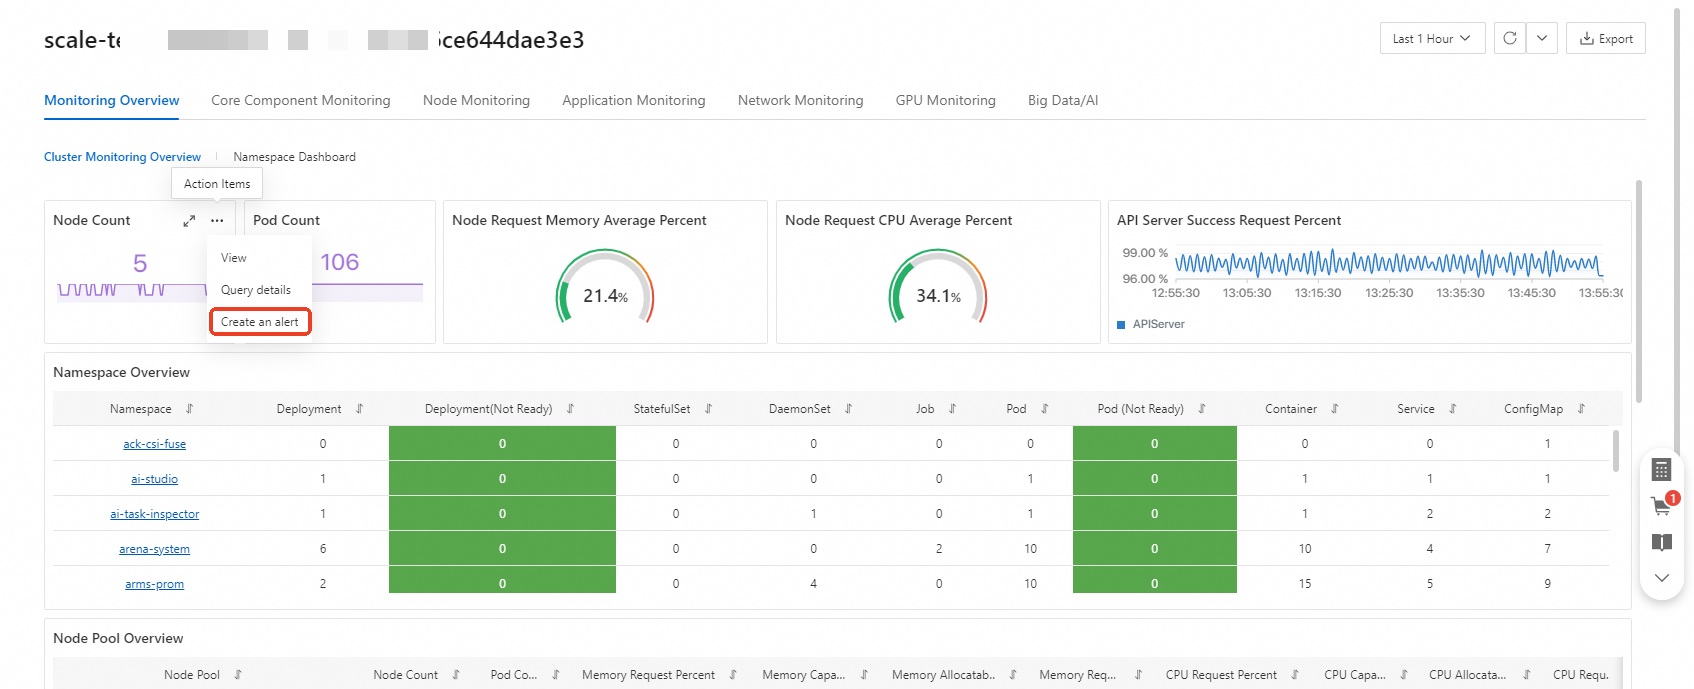 scale-te ce644dae3e3
Last 1 Hour
Export
Monitoring Overview Core Component Monitoring Node Monitoring Application Monitoring Network Monitoring GPU Monitoring Big Data/AI
Cluster Monitoring Overview Namespace Dashboard
Action Items
Node Count
5
View
Query details
Create an alert
Pod Count
106
Node Request Memory Average Percent
21.4%
Node Request CPU Average Percent
34.1%
API Server Success Request Percent
99.00 %
96.00 %
12:55:30 13:05:30 13:15:30 13:25:30 13:35:30 13:45:30 13:55:30
APIServer
Namespace Overview
Namespace Deployment Deployment(Not Ready) StatefulSet DaemonSet Job Pod Pod (Not Ready) Container Service ConfigMap
ack-csi-fuse 0 0 0 0 0 0 0 0 0 1
ai-studio 1 0 0 0 0 1 0 1 1 1
ai-task-inspector 1 0 0 1 0 1 0 1 2 2
arena-system 6 0 0 0 2 10 0 10 4 7
arms-prom 2 0 0 4 0 10 0 15 5 9
1
Node Pool Overview
Node Pool Node Count Pod Co... Memory Request Percent Memory Capa... Memory Allocatab.. Memory Req... CPU Request Percent CPU Capa... CPU Allocata... CPU Requ.